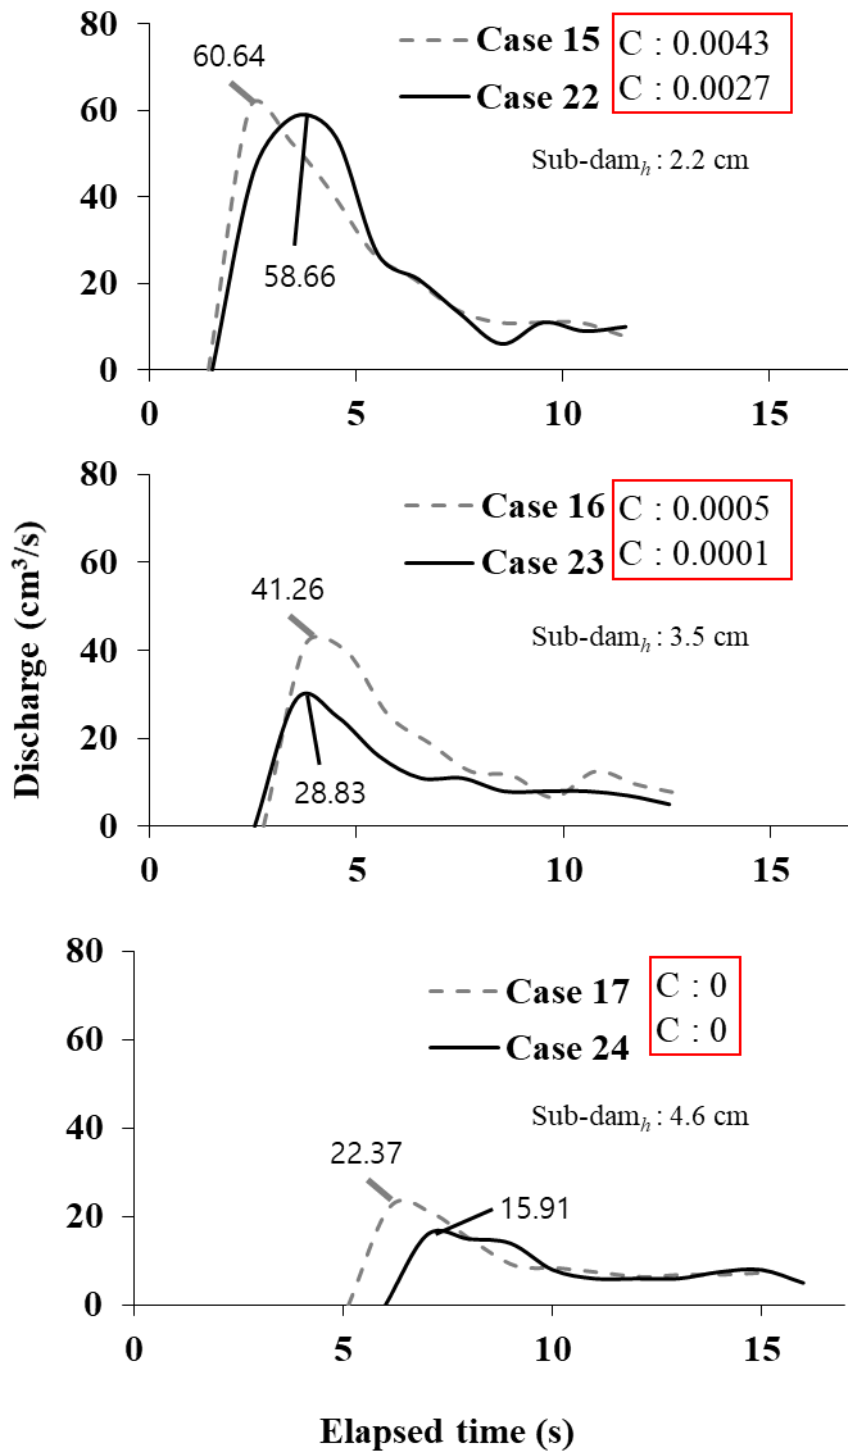 80
60
40
20
0
60.64
58.66
Case 15 C : 0.0043
Case 22 C : 0.0027
Sub-damₕ : 2.2 cm
0 5 10 15
80
60
40
20
0
41.26
28.83
Case 16 C : 0.0005
Case 23 C : 0.0001
Sub-damₕ : 3.5 cm
0 5 10 15
Discharge (cm³/s)
80
60
40
20
0
22.37
15.91
Case 17 C : 0
Case 24 C : 0
Sub-damₕ : 4.6 cm
0 5 10 15
Elapsed time (s)